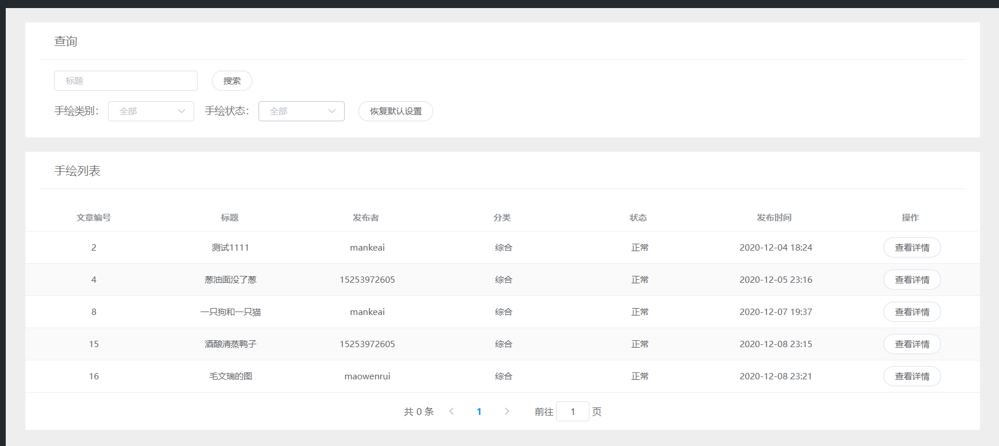 查询
标题 搜索
手绘类别: 全部 手绘状态: 全部 恢复默认设置
手绘列表
文章编号 标题 发布者 分类 状态 发布时间 操作
2 测试1111 mankeai 综合 正常 2020-12-04 18:24 查看详情
4 葱油面没了葱 15253972605 综合 正常 2020-12-05 23:16 查看详情
8 一只狗和一只猫 mankeai 综合 正常 2020-12-07 19:37 查看详情
15 酒酿清蒸鸭子 15253972605 综合 正常 2020-12-08 23:15 查看详情
16 毛文瑞的图 maowenrui 综合 正常 2020-12-08 23:21 查看详情
共 0 条 1 前往 1 页